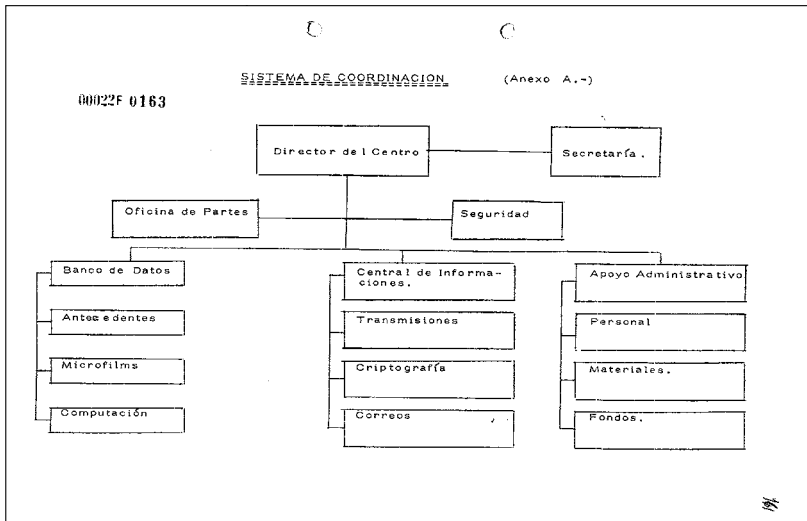 SISTEMA DE COORDINACION (Anexo A.-)
00022F 0163
Director del Centro
Secretaría.
Oficina de Partes
Seguridad
Banco de Datos
Antecedentes
Microfilms
Computación
Central de Informa-
ciones.
Transmisiones
Criptografía
Correos
Apoyo Administrativo
Personal
Materiales.
Fondos.